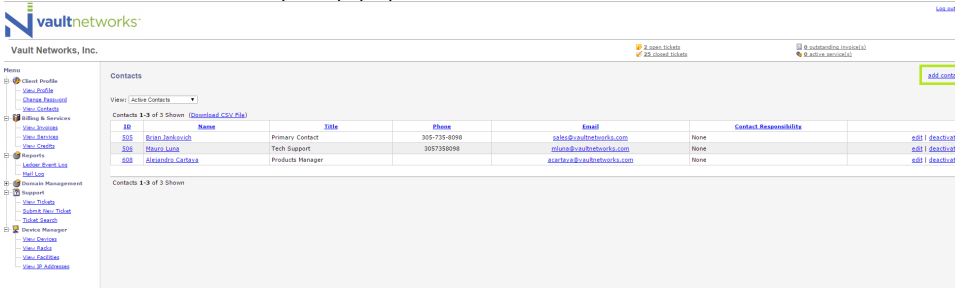 Log out
vaultnetworks
Vault Networks, Inc.
2 open tickets
25 closed tickets
0 outstanding invoice(s)
0 active service(s)
Menu
Client Profile
View Profile
Change Password
View Contacts
Billing & Services
View Invoices
View Services
View Credits
Reports
Ledger Event Log
Mail Log
Domain Management
Support
View Tickets
Submit New Ticket
Ticket Search
Device Manager
View Devices
View Racks
View Facilities
View IP Addresses
Contacts
add conta
View: Active Contacts
Contacts 1-3 of 3 Shown (Download CSV File)
ID Name Title Phone Email Contact Responsibility
505 Brian Jankovich Primary Contact 305-735-8098 sales@vaultnetworks.com None edit | deactivat
506 Mauro Luna Tech Support 3057358098 mluna@vaultnetworks.com None edit | deactivat
608 Alejandro Cartava Products Manager acartava@vaultnetworks.com None edit | deactivat
Contacts 1-3 of 3 Shown